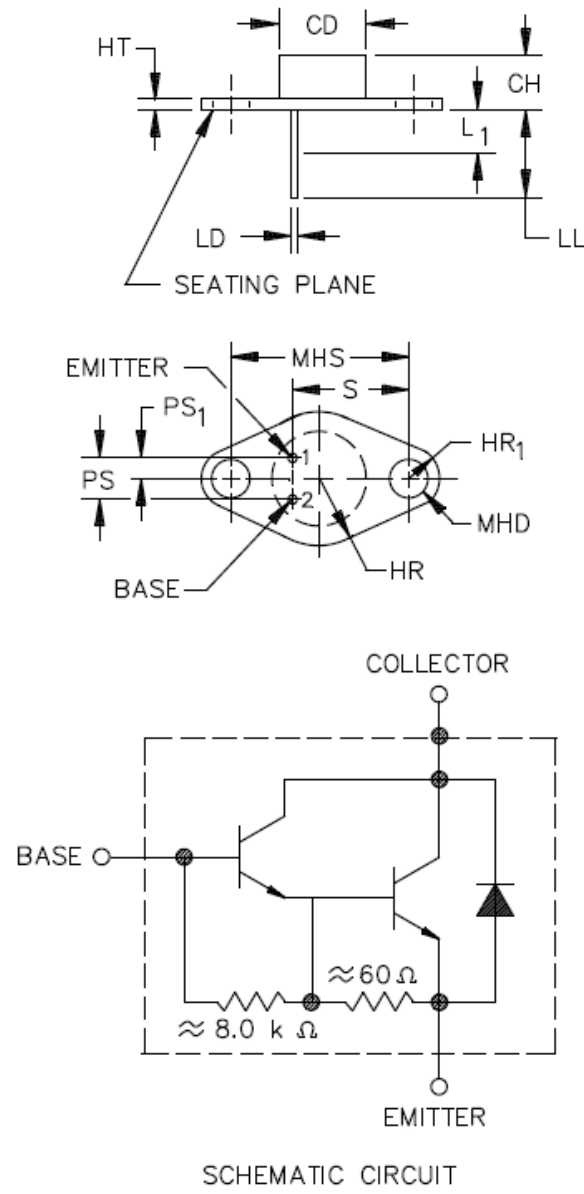 HT
CD
CH
L1
LD
LL
SEATING PLANE
MHS
EMITTER
S
PS1
1
HR1
PS
2
MHD
BASE
HR
COLLECTOR
BASE
≈60 Ω
≈ 8.0 k Ω
EMITTER
SCHEMATIC CIRCUIT